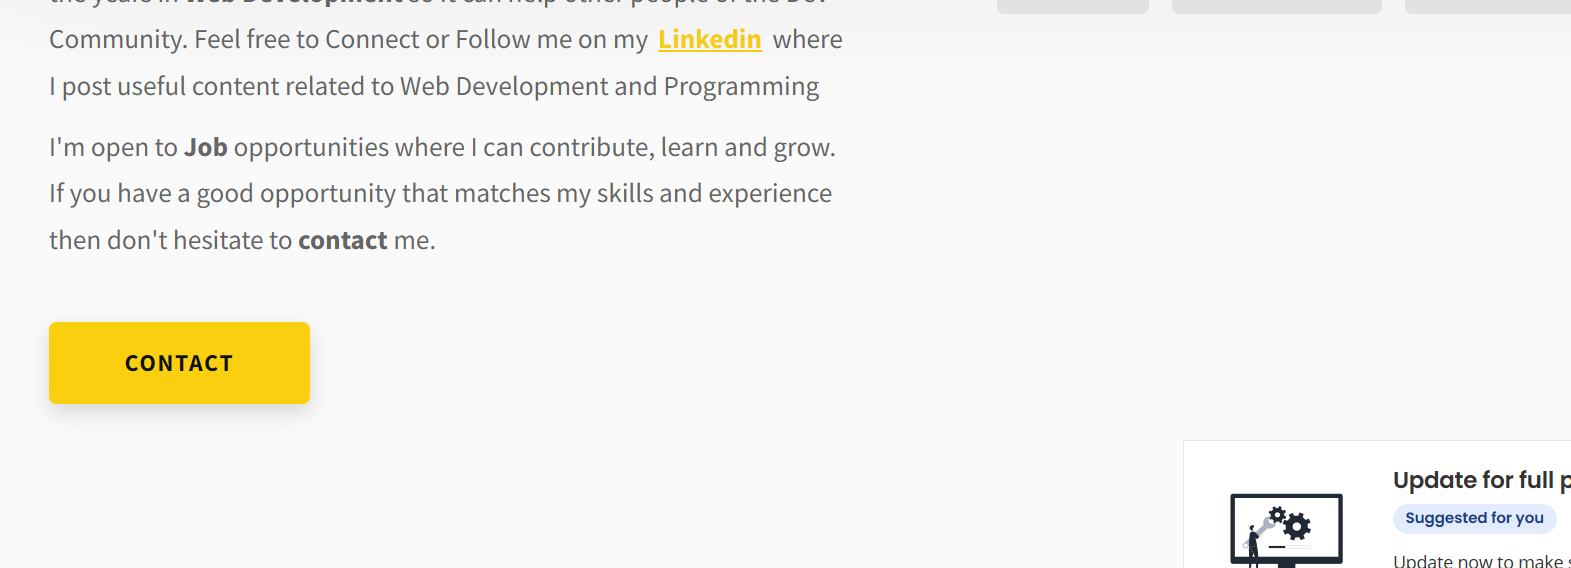 the years in Web Development so it can help other people of the Dev
Community. Feel free to Connect or Follow me on my Linkedin where
I post useful content related to Web Development and Programming
I'm open to Job opportunities where I can contribute, learn and grow.
If you have a good opportunity that matches my skills and experience
then don't hesitate to contact me.
CONTACT
Update for full
Suggested for you
Update now to make